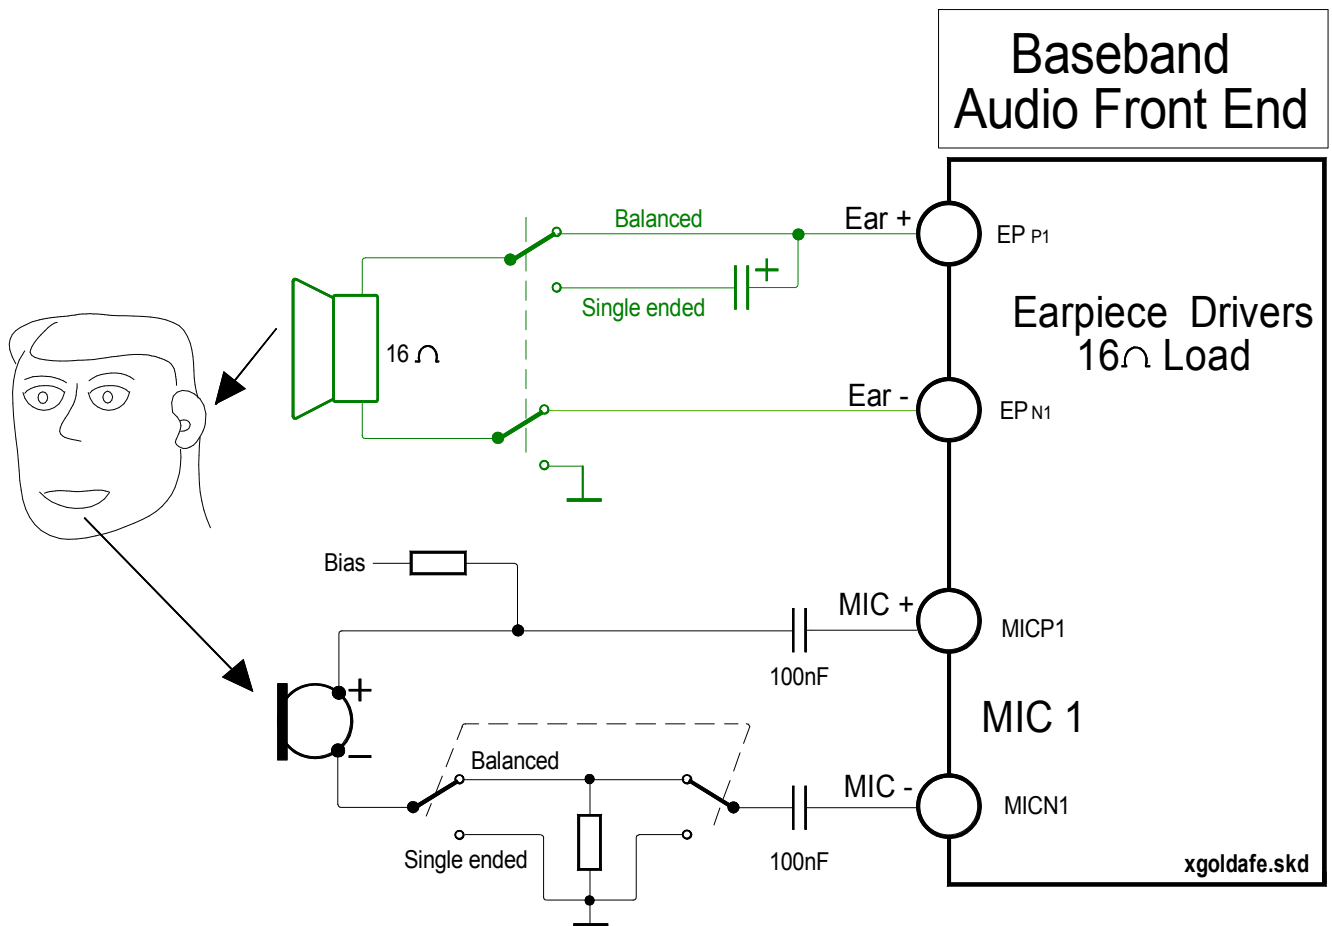 Baseband
Audio Front End
Balanced
Ear +
EP P1
+
Single ended
Earpiece Drivers
16Ω Load
16 Ω
Ear -
EP N1
Bias
MIC +
MICP1
100nF
+
MIC 1
−
Balanced
MIC -
MICN1
Single ended
100nF
xgoldafe.skd